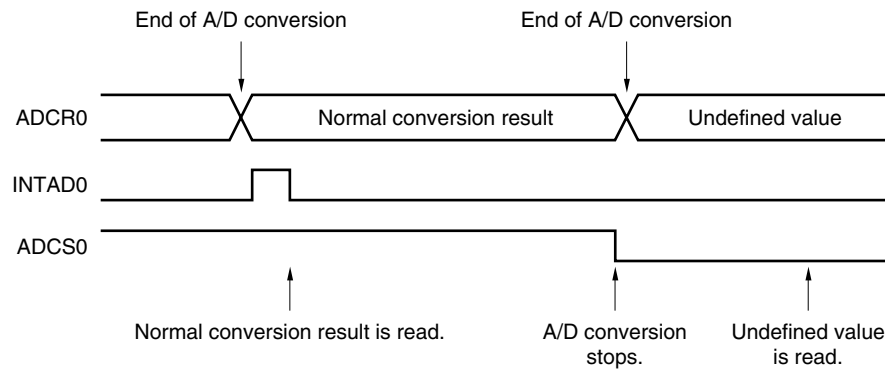 End of A/D conversion
End of A/D conversion
ADCR0
Normal conversion result
Undefined value
INTAD0
ADCS0
Normal conversion result is read.
A/D conversion
stops.
Undefined value
is read.